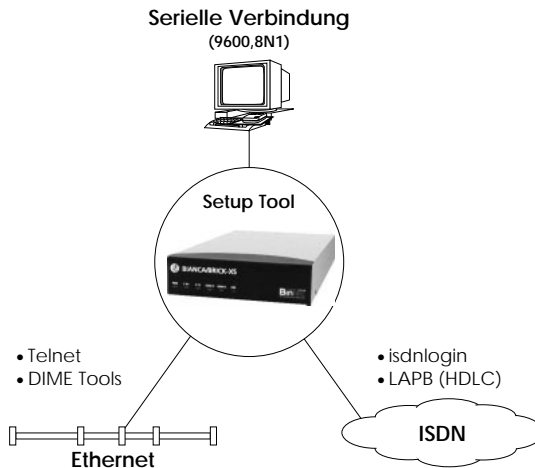 Serielle Verbindung
(9600,8N1)
Setup Tool
BIANCA/BRICK-XS
• Telnet
• DIME Tools
• isdnlogin
• LAPB (HDLC)
Ethernet
ISDN